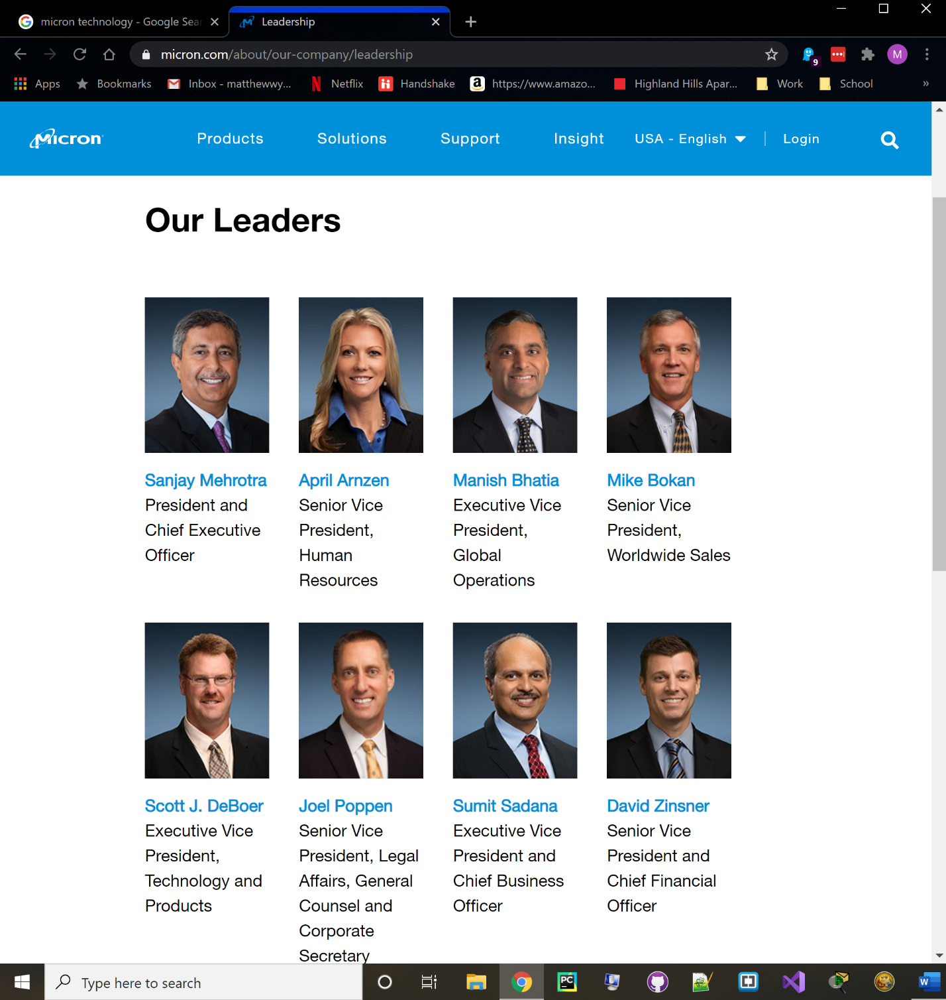 micron technology - Google Sear
Leadership
micron.com/about/our-company/leadership
9
M
Apps
Bookmarks
Inbox - matthewwy...
Netflix
Handshake
https://www.amazo...
Highland Hills Apar...
Work
School
»
Micron
Products
Solutions
Support
Insight
USA - English
Login
Our Leaders
Sanjay Mehrotra
President and
Chief Executive
Officer
April Arnzen
Senior Vice
President,
Human
Resources
Manish Bhatia
Executive Vice
President,
Global
Operations
Mike Bokan
Senior Vice
President,
Worldwide Sales
Scott J. DeBoer
Executive Vice
President,
Technology and
Products
Joel Poppen
Senior Vice
President, Legal
Affairs, General
Counsel and
Corporate
Secretary
Sumit Sadana
Executive Vice
President and
Chief Business
Officer
David Zinsner
Senior Vice
President and
Chief Financial
Officer
Type here to search
PC
W